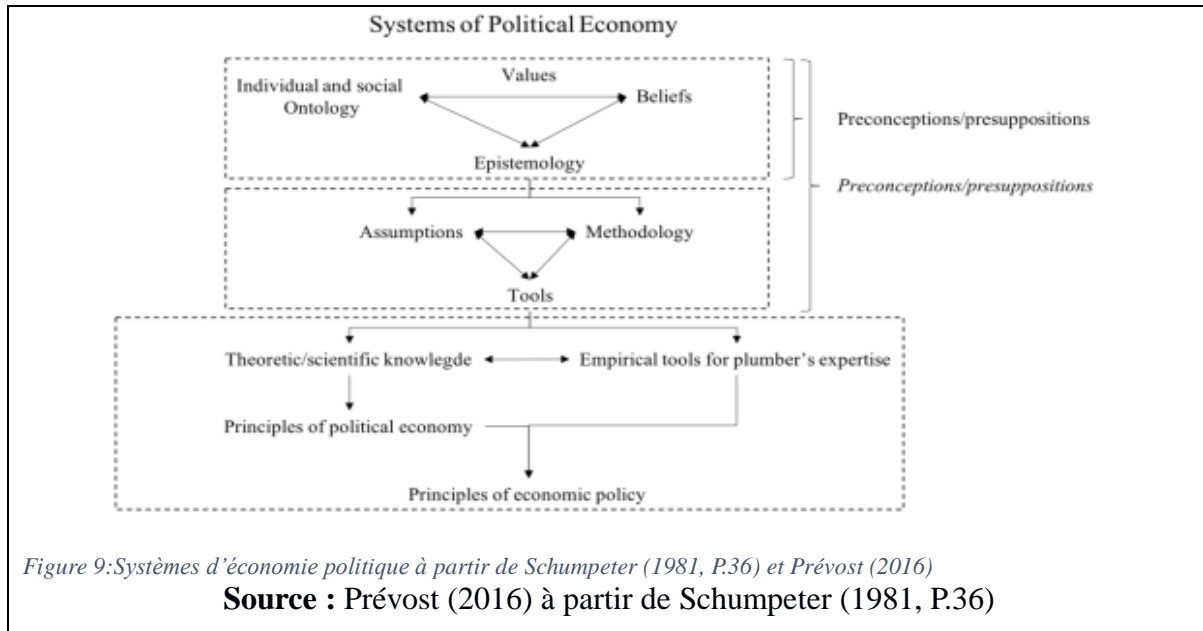 Systems of Political Economy
Values
Individual and social
Ontology
Beliefs
Epistemology
Preconceptions/presuppositions
Preconceptions/presuppositions
Assumptions
Methodology
Tools
Theoretic/scientific knowlegde
Empirical tools for plumber's expertise
Principles of political economy
Principles of economic policy
Figure 9:Systèmes d'économie politique à partir de Schumpeter (1981, P.36) et Prévost (2016)
Source : Prévost (2016) à partir de Schumpeter (1981, P.36)